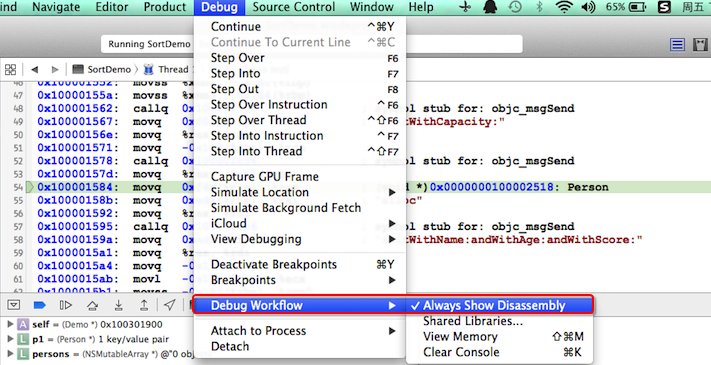 ind Navigate Editor Product Debug Source Control Window Help 65% 周五
Running SortDemo
SortDemo Thread
Continue ^⌘Y
Continue To Current Line ^⌘C
Step Over F6
Step Into F7
Step Out F8
Step Over Instruction ^F6
Step Over Thread ^⇧F6
Step Into Instruction ^F7
Step Into Thread ^⇧F7
Capture GPU Frame
Simulate Location
Simulate Background Fetch
iCloud
View Debugging
Deactivate Breakpoints ⌘Y
Breakpoints
Debug Workflow
Attach to Process
Detach
✓ Always Show Disassembly
Shared Libraries...
View Memory ⇧⌘M
Clear Console ⌘K
46 0x100001552: movss
47 0x10000155a: movss
48 0x100001562: callq ol stub for: objc_msgSend
49 0x100001567: movq tWithCapacity:"
50 0x10000156e: movq
51 0x100001571: movq
52 0x100001578: callq ol stub for: objc_msgSend
53 0x10000157d: movq
54 0x100001584: movq *)0x0000000100002518: Person
55 0x10000158b: movq
56 0x100001592: movq
57 0x100001595: callq ol stub for: objc_msgSend
58 0x10000159a: movq tWithName:andWithAge:andWithScore:"
59 0x1000015a1: movq
60 0x1000015a4: movq
61 0x1000015ab: movl
A self = (Demo *) 0x100301900
L p1 = (Person *) 1 key/value pair
L persons = (NSMutableArray *) @"0 obj